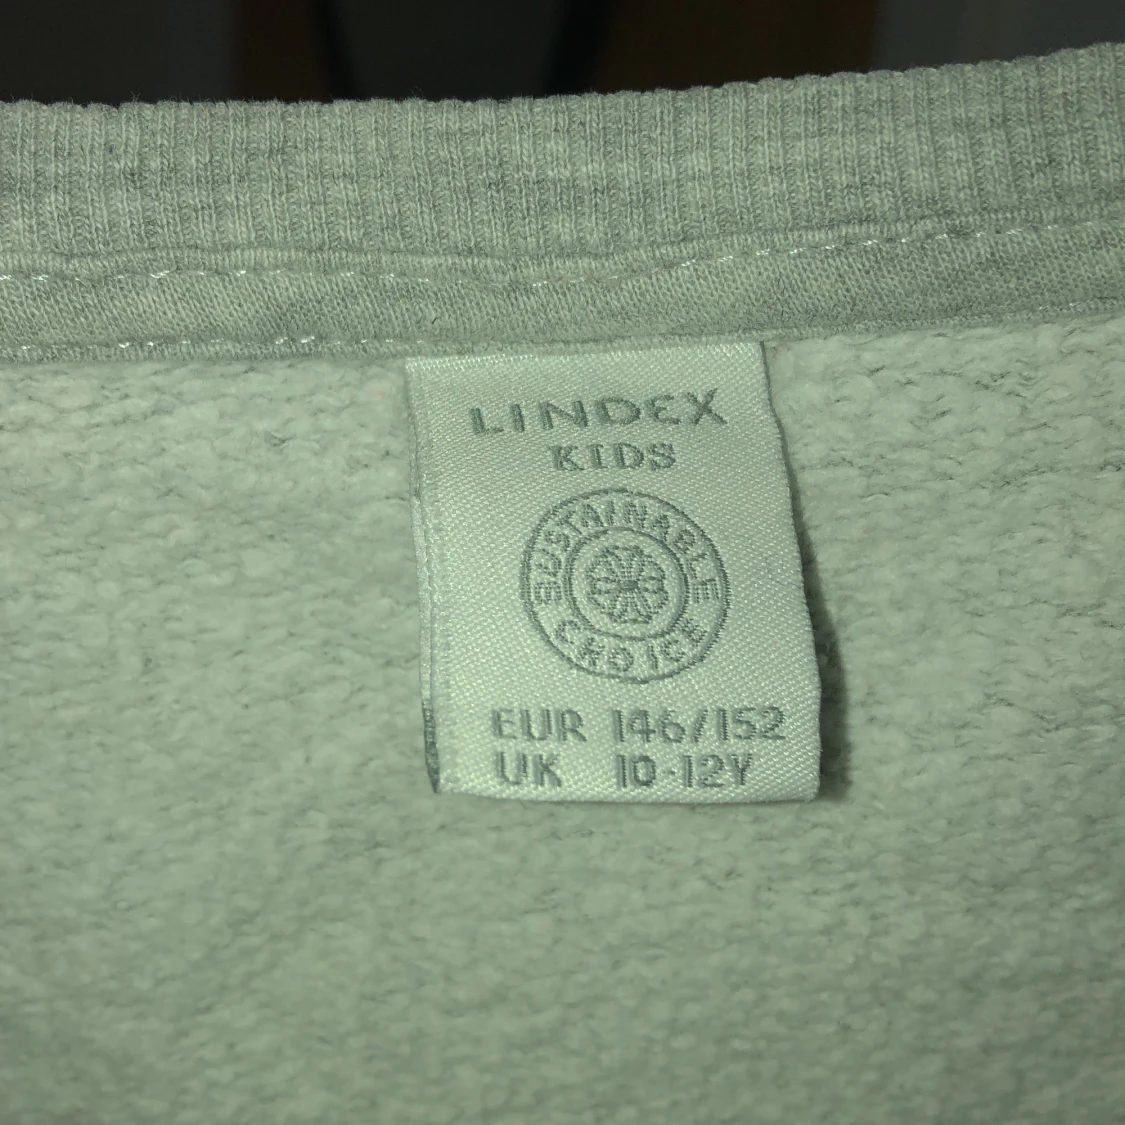 LINDEX
KIDS
SUSTAINABLE
CHOICE
EUR 146/152
UK 10-12Y